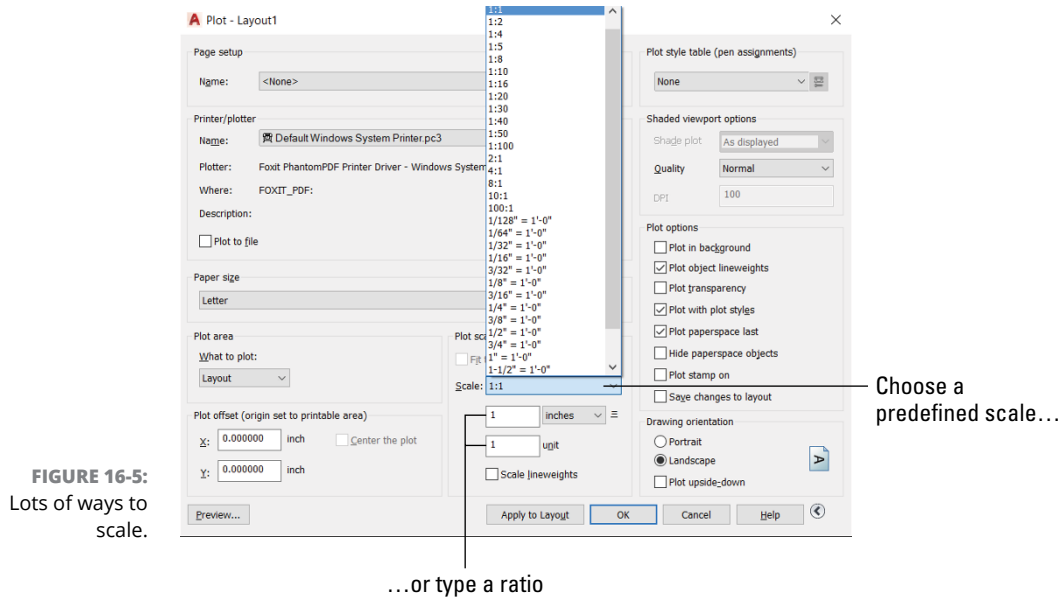 Plot - Layout1
Page setup
Name: <None>
Printer/plotter
Name: Default Windows System Printer.pc3
Plotter: Foxit PhantomPDF Printer Driver - Windows System
Where: FOXIT_PDF:
Description:
Plot to file
Paper size
Letter
Plot area
What to plot:
Layout
Plot offset (origin set to printable area)
X: 0.000000 inch Center the plot
Y: 0.000000 inch
Preview...
1:1
1:2
1:4
1:5
1:8
1:10
1:16
1:20
1:30
1:40
1:50
1:100
2:1
4:1
8:1
10:1
100:1
1/128" = 1'-0"
1/64" = 1'-0"
1/32" = 1'-0"
1/16" = 1'-0"
3/32" = 1'-0"
1/8" = 1'-0"
3/16" = 1'-0"
1/4" = 1'-0"
3/8" = 1'-0"
1/2" = 1'-0"
3/4" = 1'-0"
1" = 1'-0"
1-1/2" = 1'-0"
Plot
Scale: 1:1
1 inches =
1 unit
Scale lineweights
Plot style table (pen assignments)
None
Shaded viewport options
Shade plot As displayed
Quality Normal
DPI 100
Plot options
Plot in background
Plot object lineweights
Plot transparency
Plot with plot styles
Plot paperspace last
Hide paperspace objects
Plot stamp on
Save changes to layout
Drawing orientation
Portrait
Landscape
A
Plot upside-down
Apply to Layout OK Cancel Help
Choose a
predefined scale…
…or type a ratio
FIGURE 16-5:
Lots of ways to
scale.